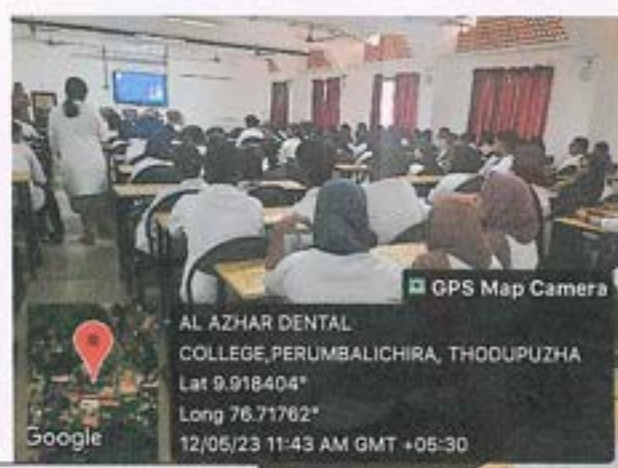 GPS Map Camera
AL AZHAR DENTAL
COLLEGE,PERUMBALICHIRA, THODUPUZHA
Lat 9.918404°
Long 76.71762°
12/05/23 11:43 AM GMT +05:30
Google